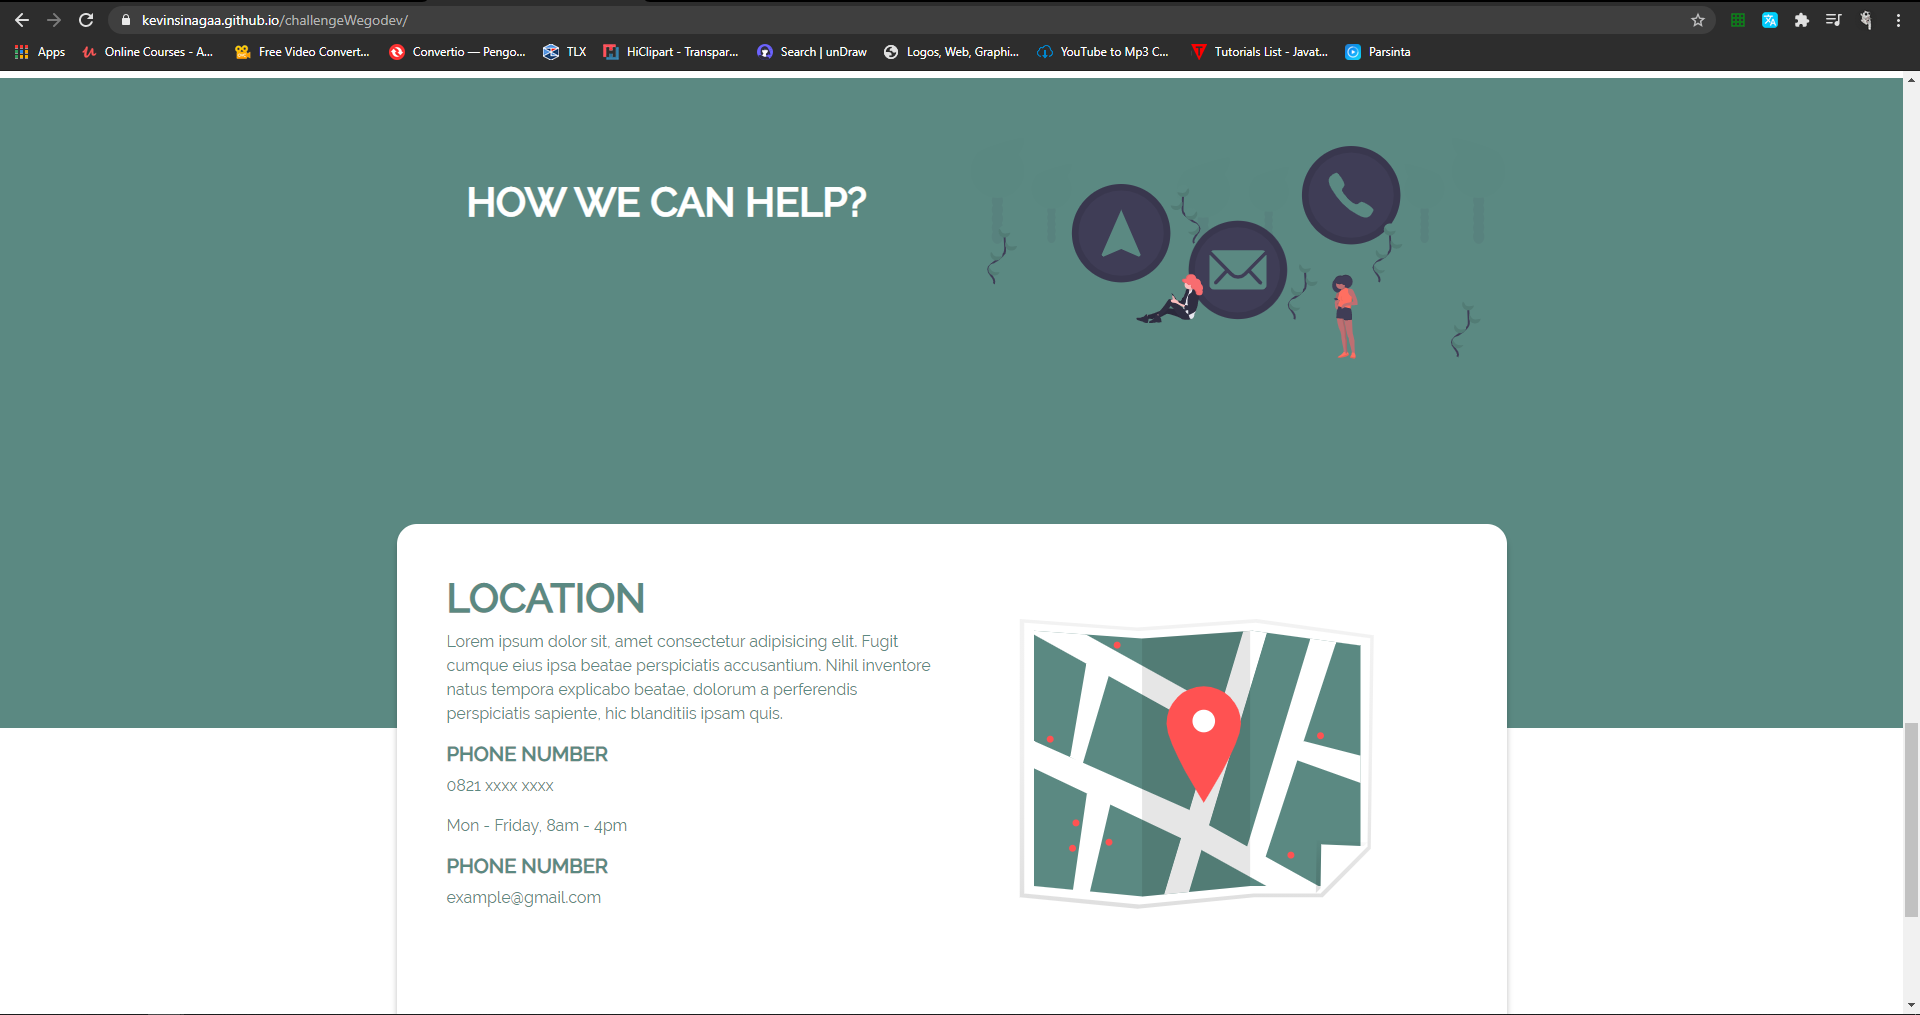 kevinsinagaa.github.io/challengeWegodev/
Apps
Online Courses - A...
Free Video Convert...
Convertio — Pengo...
TLX
HiClipart - Transpar...
Search | unDraw
Logos, Web, Graphi...
YouTube to Mp3 C...
Tutorials List - Javat...
Parsinta
HOW WE CAN HELP?
LOCATION
Lorem ipsum dolor sit, amet consectetur adipisicing elit. Fugit
cumque eius ipsa beatae perspiciatis accusantium. Nihil inventore
natus tempora explicabo beatae, dolorum a perferendis
perspiciatis sapiente, hic blanditiis ipsam quis.
PHONE NUMBER
0821 xxxx xxxx
Mon - Friday, 8am - 4pm
PHONE NUMBER
example@gmail.com